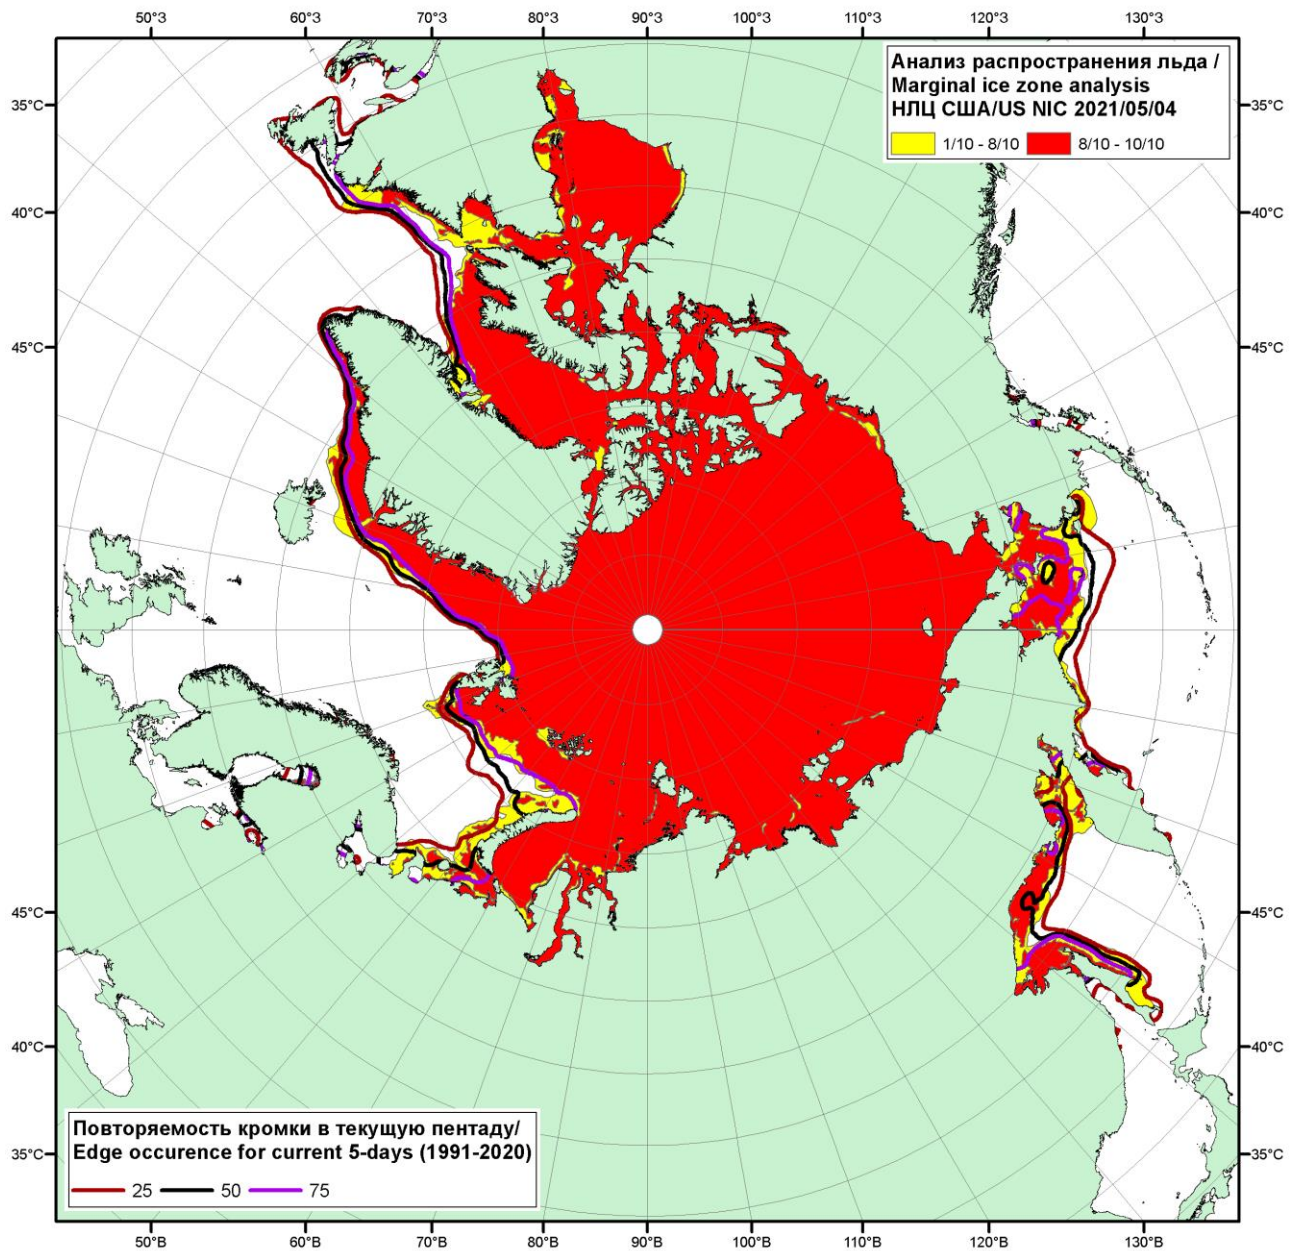 50°З 60°З 70°З 80°З 90°З 100°З 110°З 120°З 130°З
Анализ распространения льда /
Marginal ice zone analysis
НЛЦ США/US NIC 2021/05/04
1/10 - 8/10 8/10 - 10/10
35°С 35°С
40°С 40°С
45°С 45°С
45°С 45°С
40°С 40°С
35°С 35°С
Повторяемость кромки в текущую пентаду/
Edge occurence for current 5-days (1991-2020)
25 50 75
50°В 60°В 70°В 80°В 90°В 100°В 110°В 120°В 130°В